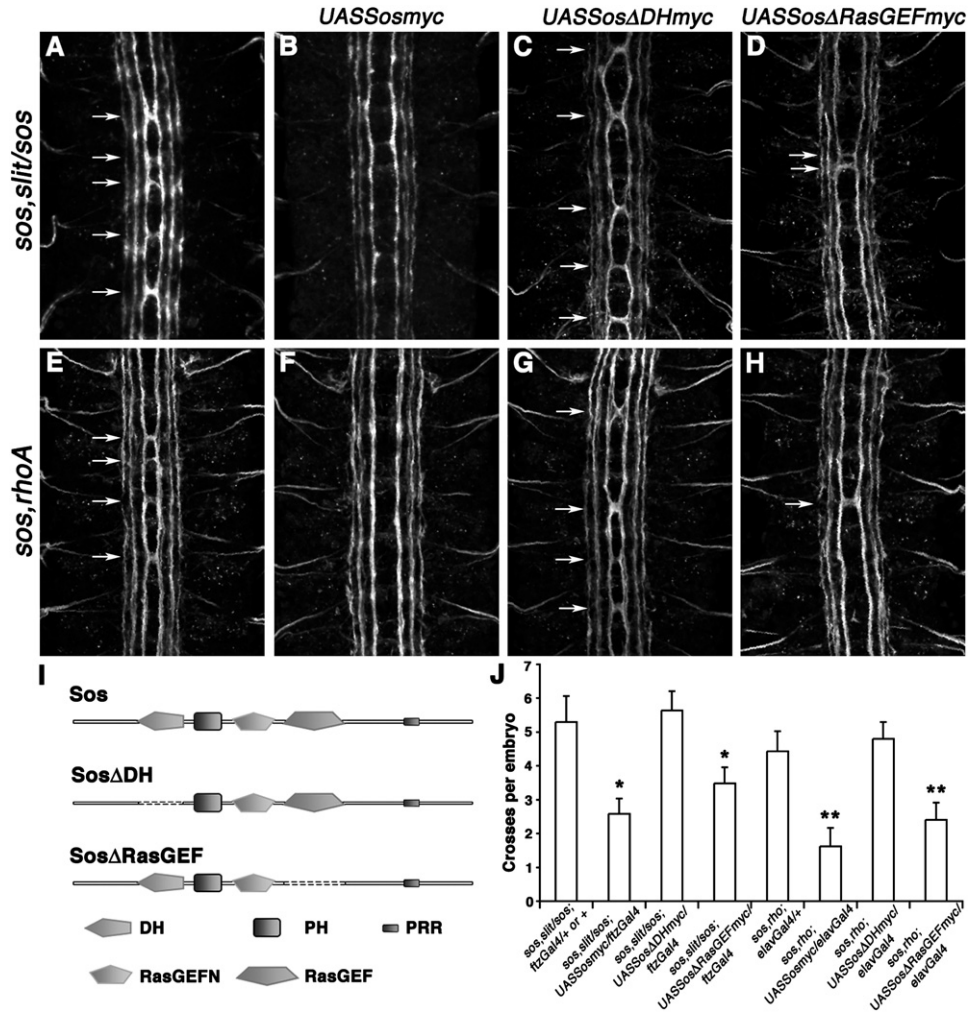 UASSosmyc
UASSosΔDHmyc
UASSosΔRasGEFmyc
sos,slit/sos
A
B
C
D
sos,rhoA
E
F
G
H
I
Sos
SosΔDH
SosΔRasGEF
DH
PH
PRR
RasGEFN
RasGEF
J
Crosses per embryo
7
6
5
4
3
2
1
0
*
*
**
**
sos,slit/sos;
ftzGal4/+ or +
sos,slit/sos;
UASSosmyc/ftzGal4
sos,slit/sos;
UASSosΔDHmyc/
ftzGal4
sos,slit/sos;
UASSosΔRasGEFmyc/
ftzGal4
sos,rho;
elavGal4/+
sos,rho;
UASSosmyc/elavGal4
sos,rho;
UASSosΔDHmyc/
elavGal4
sos,rho;
UASSosΔRasGEFmyc/
elavGal4